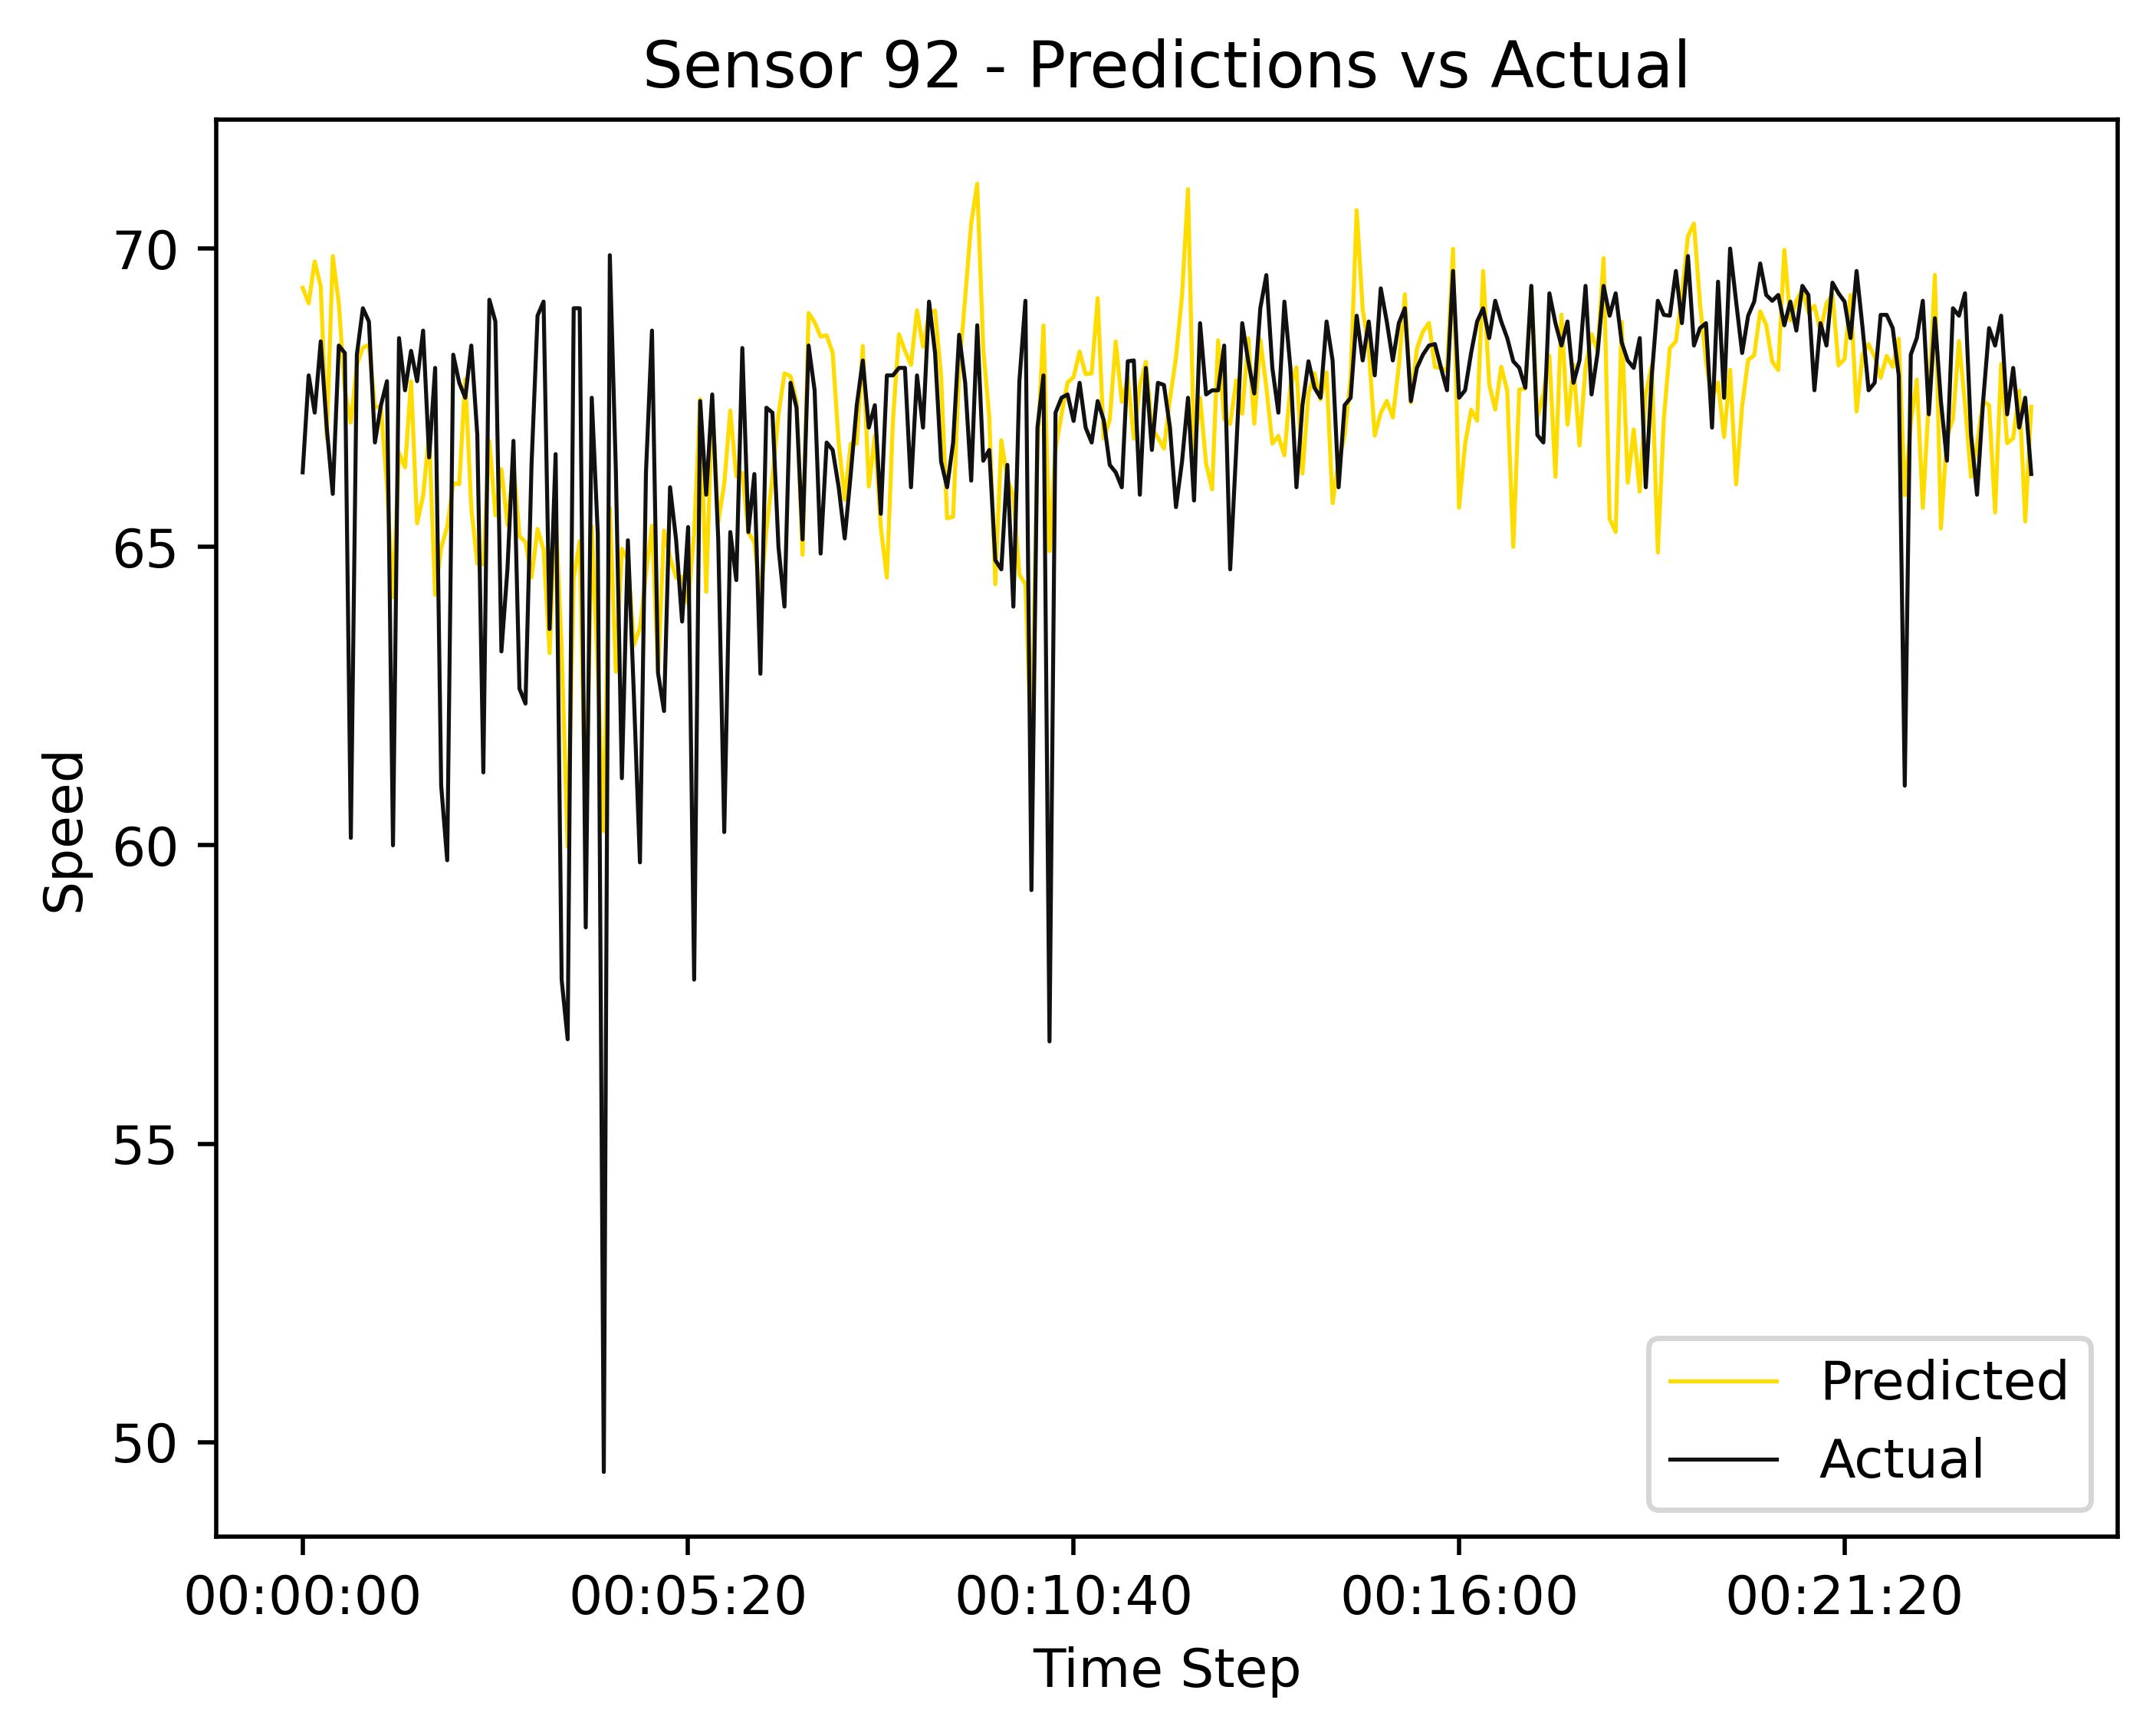 Sensor 92 - Predictions vs Actual
70
65
60
55
50
Speed
00:00:00 00:05:20 00:10:40 00:16:00 00:21:20
Time Step
Predicted
Actual